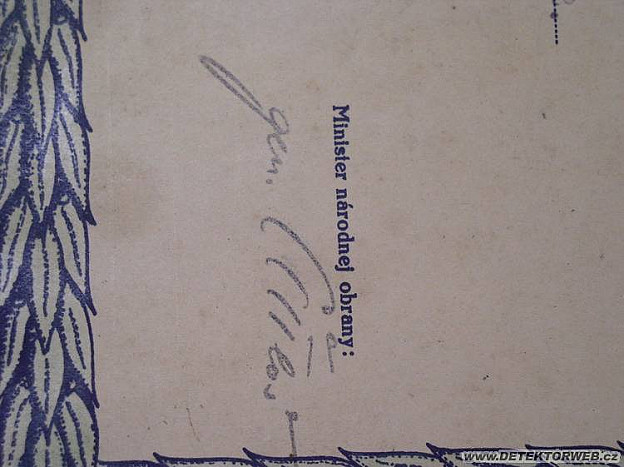 Minister národnej obrany:
gen.
www.DETEKTORWEB.cz